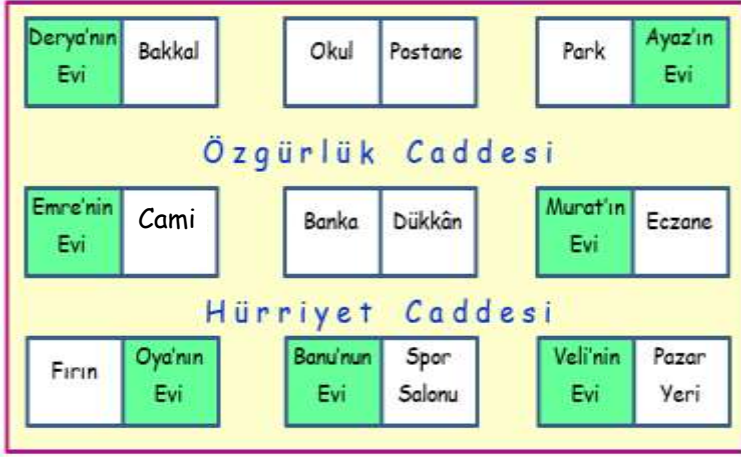 Derya'nın Evi
Bakkal
Okul
Postane
Park
Ayaz'ın Evi
Özgürlük Caddesi
Emre'nin Evi
Cami
Banka
Dükkân
Murat'ın Evi
Eczane
Hürriyet Caddesi
Fırın
Oya'nın Evi
Banu'nun Evi
Spor Salonu
Veli'nin Evi
Pazar Yeri